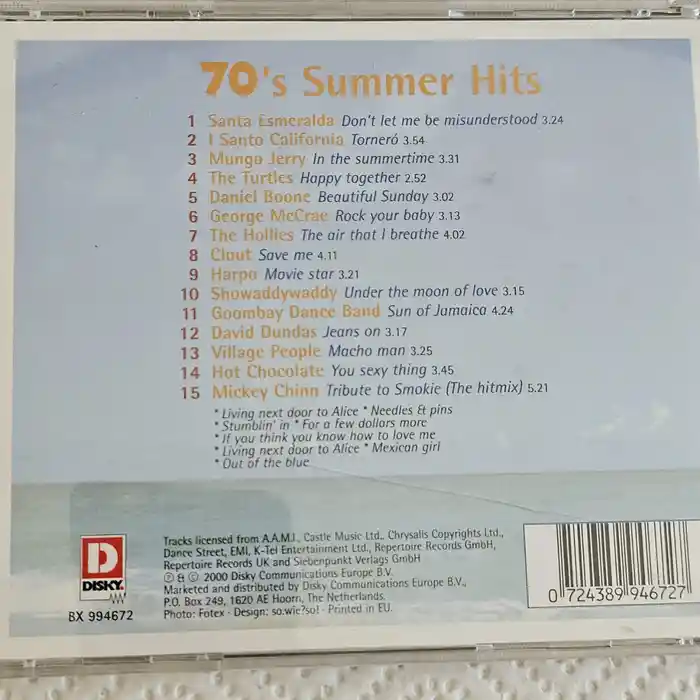 70's Summer Hits
1 Santa Esmeralda Don't let me be misunderstood 3.24
2 I Santo California Torneró 3.54
3 Mungo Jerry In the summertime 3.31
4 The Turtles Happy together 2.52
5 Daniel Boone Beautiful Sunday 3.02
6 George McCrae Rock your baby 3.13
7 The Hollies The air that I breathe 4.02
8 Clout Save me 4.11
9 Harpo Movie star 3.21
10 Showaddywaddy Under the moon of love 3.15
11 Goombay Dance Band Sun of Jamaica 4.24
12 David Dundas Jeans on 3.17
13 Village People Macho man 3.25
14 Hot Chocolate You sexy thing 3.45
15 Mickey Chinn Tribute to Smokie (The hitmix) 5.21
* Living next door to Alice * Needles & pins
* Stumblin' in * For a few dollars more
* If you think you know how to love me
* Living next door to Alice * Mexican girl
* Out of the blue
D
DISKY
BX 994672
Tracks licensed from A.A.M.I., Castle Music Ltd., Chrysalis Copyrights Ltd.,
Dance Street, EMI, K-Tel Entertainment Ltd., Repertoire Records GmbH,
Repertoire Records UK and Siebenpunkt Verlags GmbH
℗ & © 2000 Disky Communications Europe B.V.
Marketed and distributed by Disky Communications Europe B.V.,
P.O. Box 249, 1620 AE Hoorn, The Netherlands.
Photo: Fotex · Design: so.wie?so! · Printed in EU.
0 724389 946727